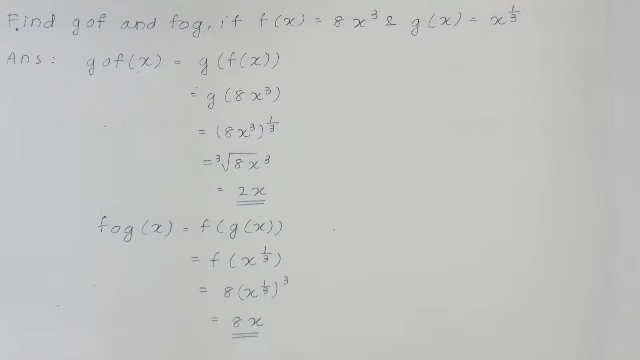 Find gof and fog, if f(x) = 8x³ & g(x) = x^(1/3)
Ans: gof(x) = g(f(x))
= g(8x³)
= (8x³)^(1/3)
= ³√8x³
= 2x
fog(x) = f(g(x))
= f(x^(1/3))
= 8(x^(1/3))³
= 8x